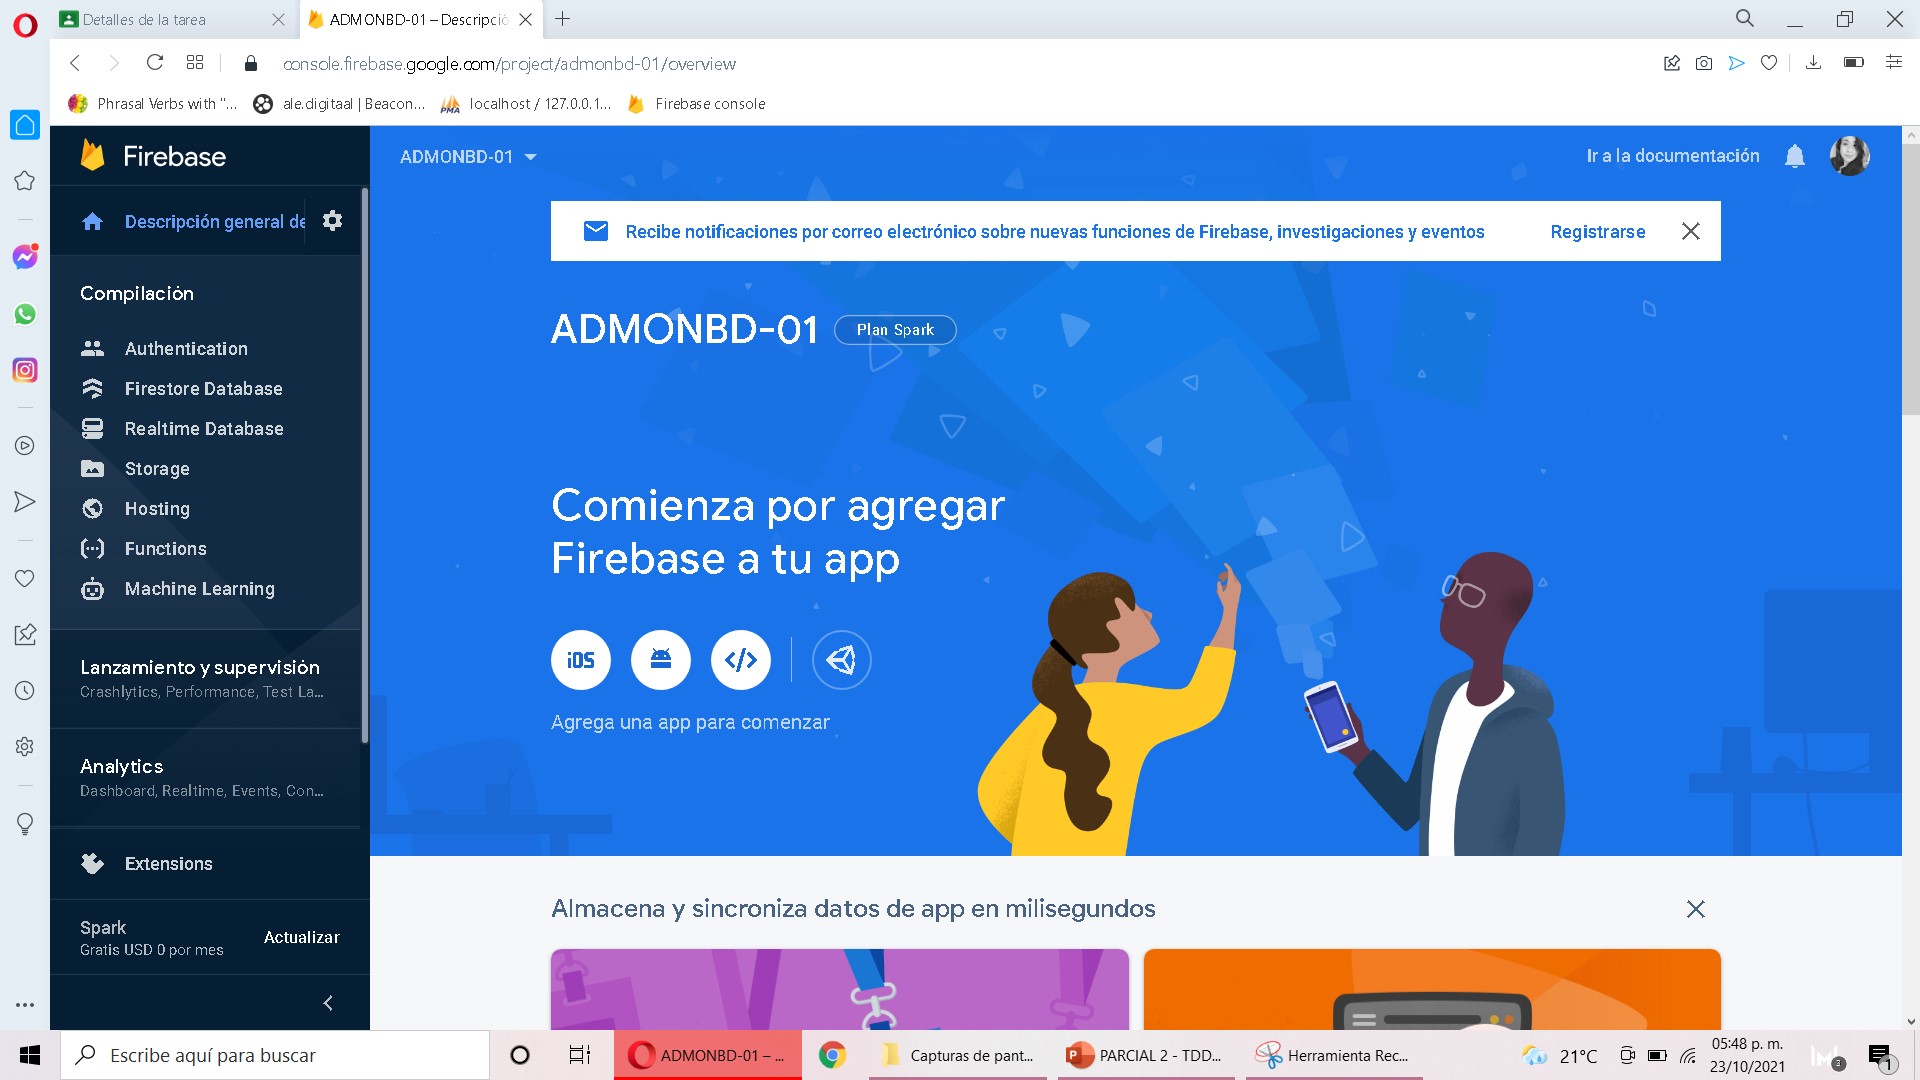 Detalles de la tarea
ADMONBD-01 – Descripció
console.firebase.google.com/project/admonbd-01/overview
Phrasal Verbs with "...
ale.digitaal | Beacon...
PMA
localhost / 127.0.0.1...
Firebase console
Firebase
ADMONBD-01
Ir a la documentación
Descripción general de
Recibe notificaciones por correo electrónico sobre nuevas funciones de Firebase, investigaciones y eventos
Registrarse
Compilación
ADMONBD-01
Plan Spark
Authentication
Firestore Database
Realtime Database
Storage
Hosting
Functions
Machine Learning
Comienza por agregar
Firebase a tu app
iOS
Agrega una app para comenzar
Lanzamiento y supervisión
Crashlytics, Performance, Test La...
Analytics
Dashboard, Realtime, Events, Con...
Extensions
Spark
Gratis USD 0 por mes
Actualizar
Almacena y sincroniza datos de app en milisegundos
Escribe aquí para buscar
ADMONBD-01 – ...
Capturas de pant...
PARCIAL 2 - TDD...
Herramienta Rec...
21°C
05:48 p. m.
23/10/2021
3
1